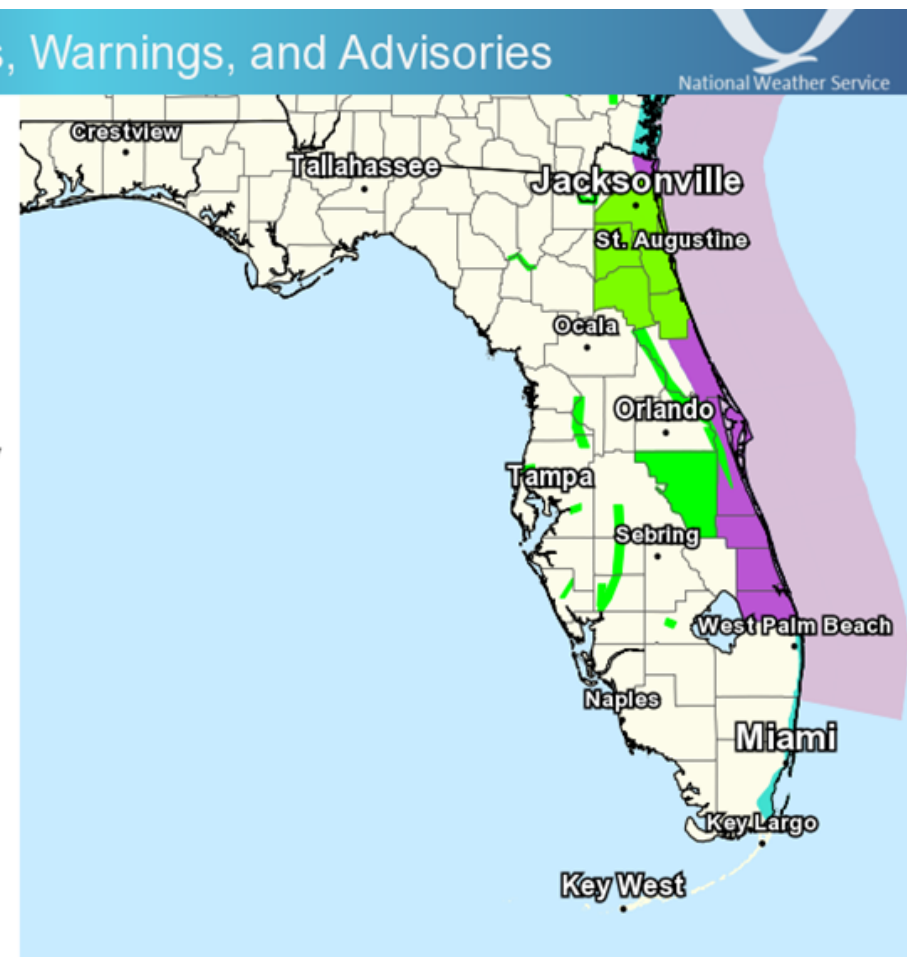 s, Warnings, and Advisories
National Weather Service
Crestview
Tallahassee
Jacksonville
St. Augustine
Ocala
Orlando
Tampa
Sebring
West Palm Beach
Naples
Miami
Key Largo
Key West